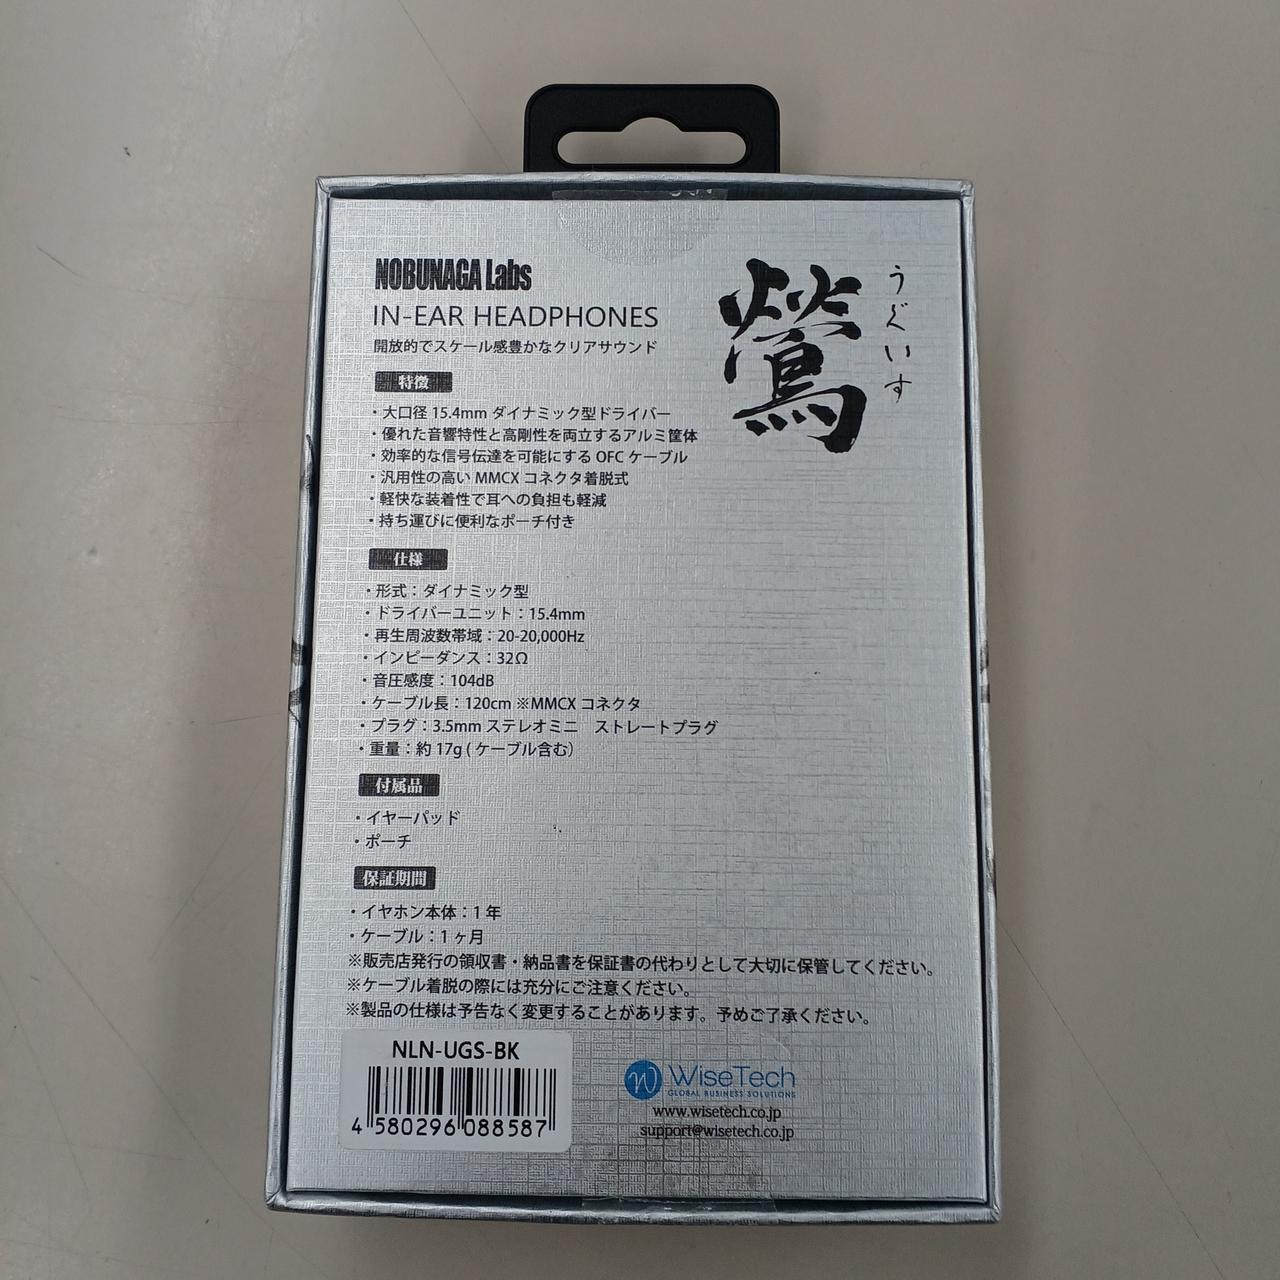 NOBUNAGA Labs
IN-EAR HEADPHONES
開放的でスケール感豊かなクリアサウンド
鶯
うぐいす
特徴
・大口径 15.4mm ダイナミック型ドライバー
・優れた音響特性と高剛性を両立するアルミ筐体
・効率的な信号伝達を可能にする OFC ケーブル
・汎用性の高い MMCX コネクタ着脱式
・軽快な装着性で耳への負担も軽減
・持ち運びに便利なポーチ付き
仕様
・形式：ダイナミック型
・ドライバーユニット：15.4mm
・再生周波数帯域：20-20,000Hz
・インピーダンス：32Ω
・音圧感度：104dB
・ケーブル長：120cm ※MMCX コネクタ
・プラグ：3.5mm ステレオミニ　ストレートプラグ
・重量：約 17g ( ケーブル含む）
付属品
・イヤーパッド
・ポーチ
保証期間
・イヤホン本体：1 年
・ケーブル：1 ヶ月
※販売店発行の領収書・納品書を保証書の代わりとして大切に保管してください。
※ケーブル着脱の際には充分にご注意ください。
※製品の仕様は予告なく変更することがあります。予めご了承ください。
NLN-UGS-BK
4 580296 088587
W WiseTech
GLOBAL BUSINESS SOLUTIONS
www.wisetech.co.jp
support@wisetech.co.jp